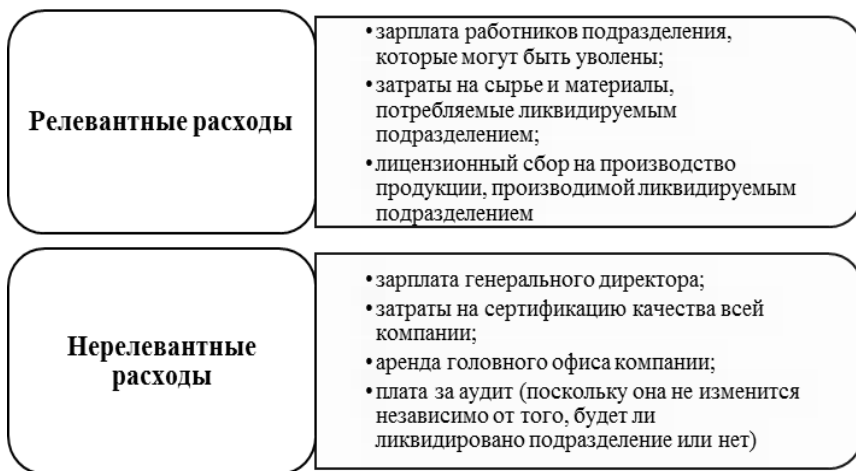 Релевантные расходы
• зарплата работников подразделения,
которые могут быть уволены;
• затраты на сырье и материалы,
потребляемые ликвидируемым
подразделением;
• лицензионный сбор на производство
продукции, производимой ликвидируемым
подразделением
Нерелевантные
расходы
• зарплата генерального директора;
• затраты на сертификацию качества всей
компании;
• аренда головного офиса компании;
• плата за аудит (поскольку она не изменится
независимо от того, будет ли
ликвидировано подразделение или нет)